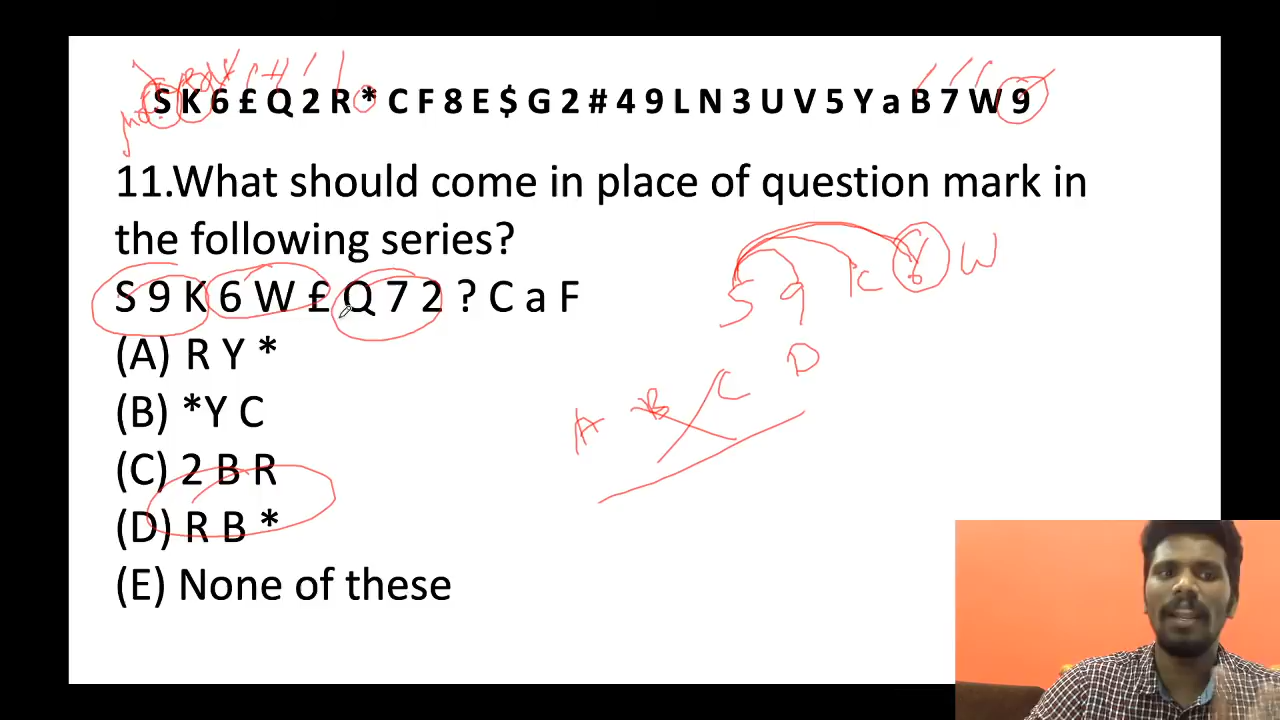 S K 6 £ Q 2 R * C F 8 E $ G 2 # 4 9 L N 3 U V 5 Y a B 7 W 9
11.What should come in place of question mark in
the following series?
S 9 K 6 W £ Q 7 2 ? C a F
(A) R Y *
(B) *Y C
(C) 2 B R
(D) R B *
(E) None of these
S 9 K W
A B C D